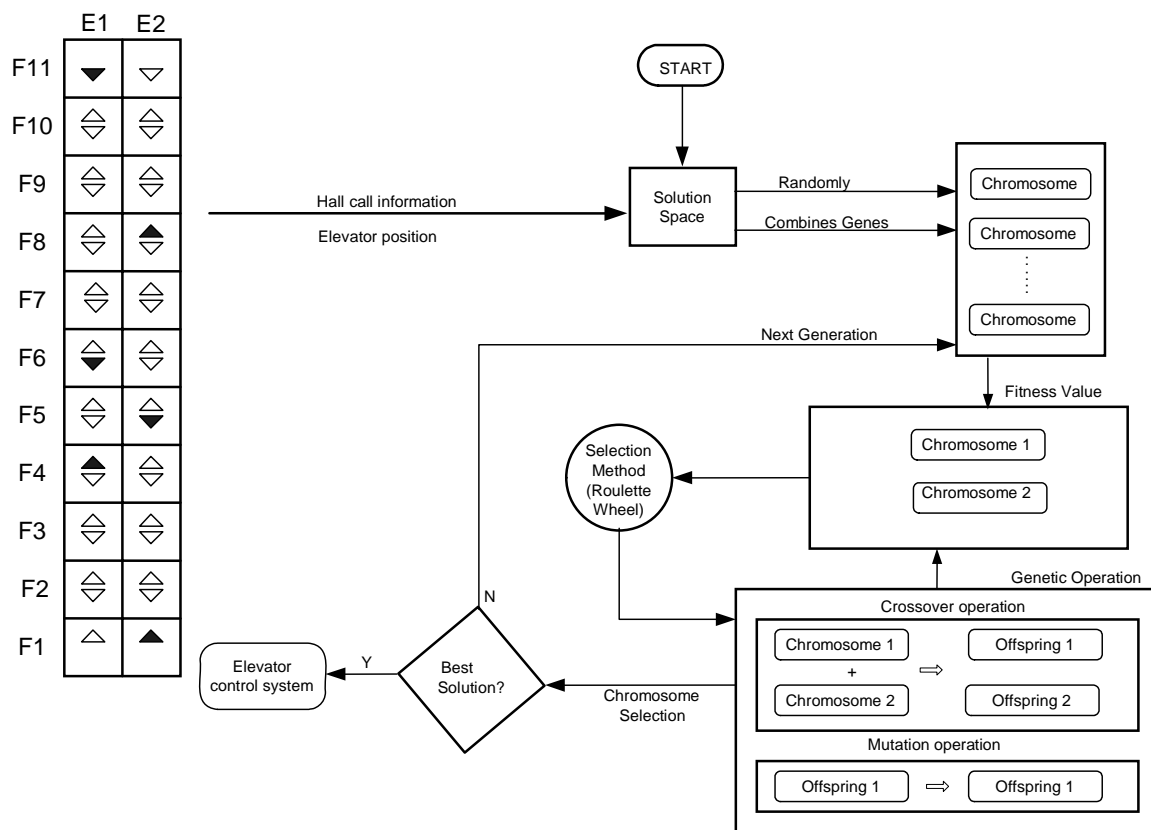 E1 E2
F11
F10
F9
F8
F7
F6
F5
F4
F3
F2
F1
Hall call information
Elevator position
START
Solution
Space
Randomly
Combines Genes
Chromosome
Chromosome
Chromosome
Next Generation
Fitness Value
Chromosome 1
Chromosome 2
Selection
Method
(Roulette
Wheel)
Genetic Operation
Crossover operation
Chromosome 1
+
Chromosome 2
Offspring 1
Offspring 2
Mutation operation
Offspring 1
Offspring 1
Chromosome
Selection
Best
Solution?
N
Y
Elevator
control system